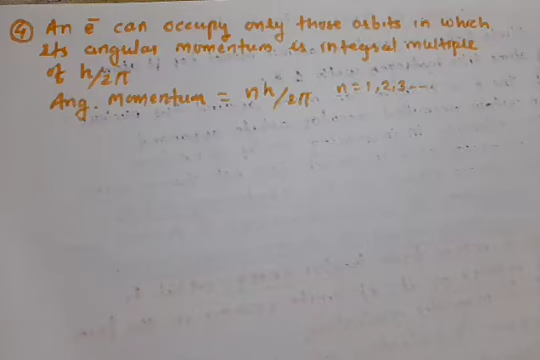 ④ An ē can occupy only those orbits in which
its angular momentum is integral multiple
of h/2π
Ang. Momentum = nh/2π n=1,2,3,...